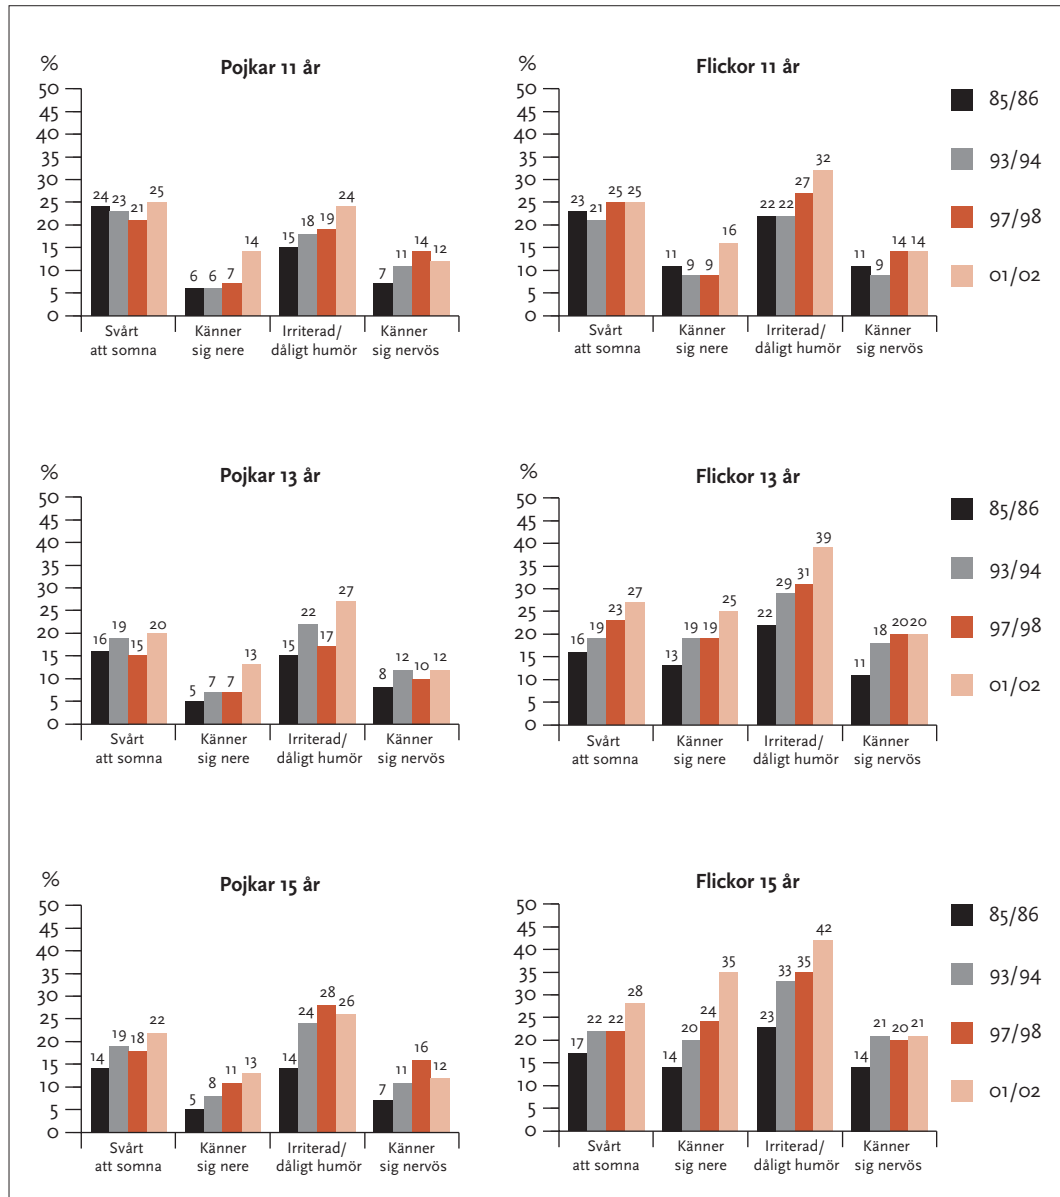 %
Pojkar 11 år
50
45
40
35
30
25
20
15
10
5
0
24 23 21 25
6 6 7 14
15 18 19 24
7 11 14 12
Svårt
att somna
Känner
sig nere
Irriterad/
dåligt humör
Känner
sig nervös
%
Flickor 11 år
50
45
40
35
30
25
20
15
10
5
0
23 21 25 25
11 9 9 16
22 22 27 32
11 9 14 14
Svårt
att somna
Känner
sig nere
Irriterad/
dåligt humör
Känner
sig nervös
85/86
93/94
97/98
01/02
%
Pojkar 13 år
50
45
40
35
30
25
20
15
10
5
0
16 19 15 20
5 7 7 13
15 22 17 27
8 12 10 12
Svårt
att somna
Känner
sig nere
Irriterad/
dåligt humör
Känner
sig nervös
%
Flickor 13 år
50
45
40
35
30
25
20
15
10
5
0
16 19 23 27
13 19 19 25
22 29 31 39
11 18 20 20
Svårt
att somna
Känner
sig nere
Irriterad/
dåligt humör
Känner
sig nervös
85/86
93/94
97/98
01/02
%
Pojkar 15 år
50
45
40
35
30
25
20
15
10
5
0
14 19 18 22
5 8 11 13
14 24 28 26
7 11 16 12
Svårt
att somna
Känner
sig nere
Irriterad/
dåligt humör
Känner
sig nervös
%
Flickor 15 år
50
45
40
35
30
25
20
15
10
5
0
17 22 22 28
14 20 24 35
23 33 35 42
14 21 20 21
Svårt
att somna
Känner
sig nere
Irriterad/
dåligt humör
Känner
sig nervös
85/86
93/94
97/98
01/02